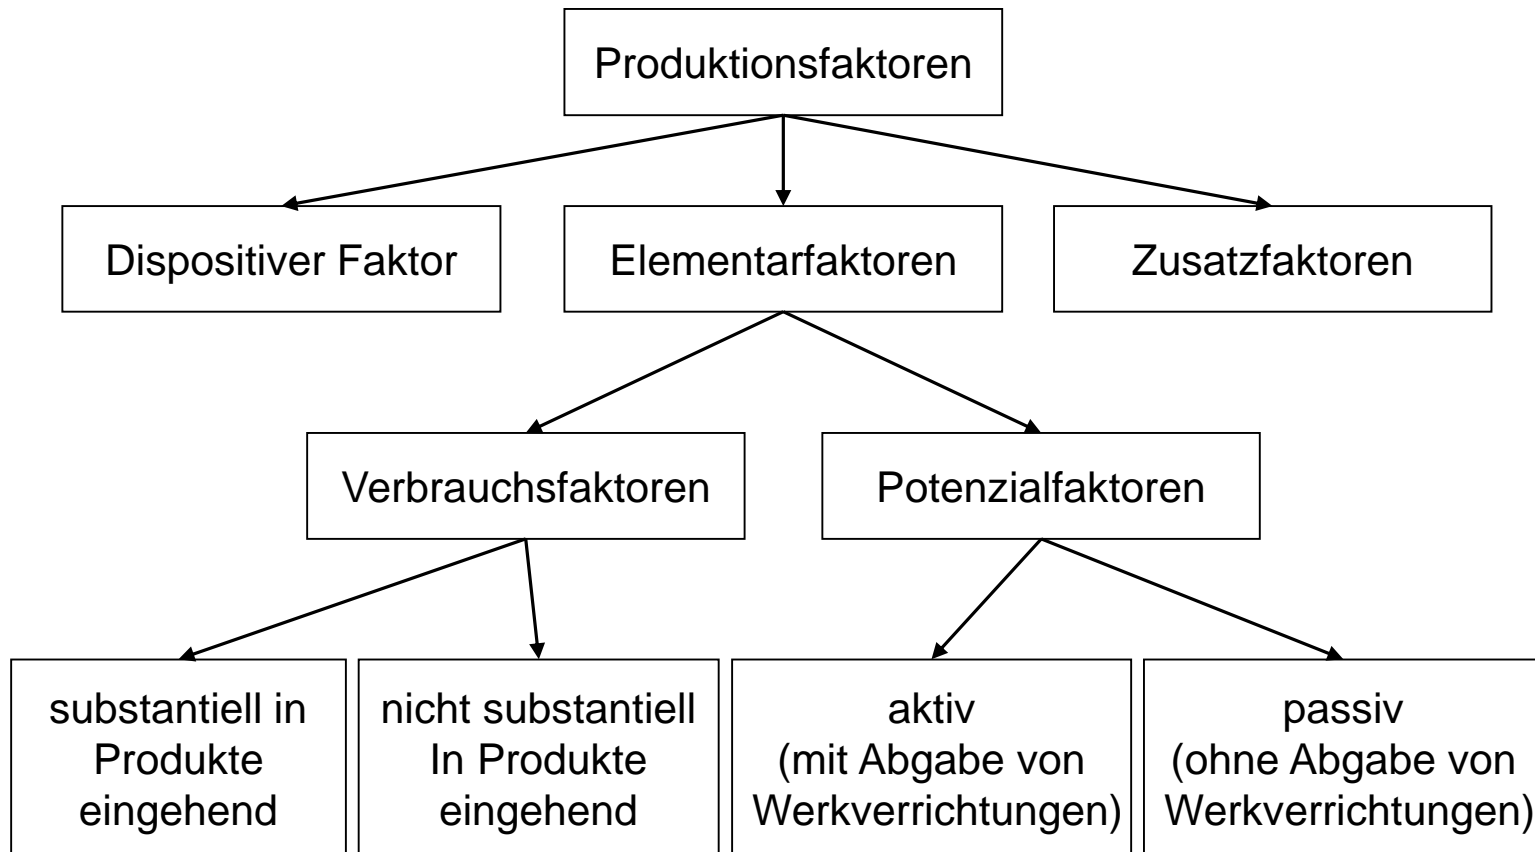 Produktionsfaktoren
Dispositiver Faktor
Elementarfaktoren
Zusatzfaktoren
Verbrauchsfaktoren
Potenzialfaktoren
substantiell in
Produkte
eingehend
nicht substantiell
In Produkte
eingehend
aktiv
(mit Abgabe von
Werkverrichtungen)
passiv
(ohne Abgabe von
Werkverrichtungen)